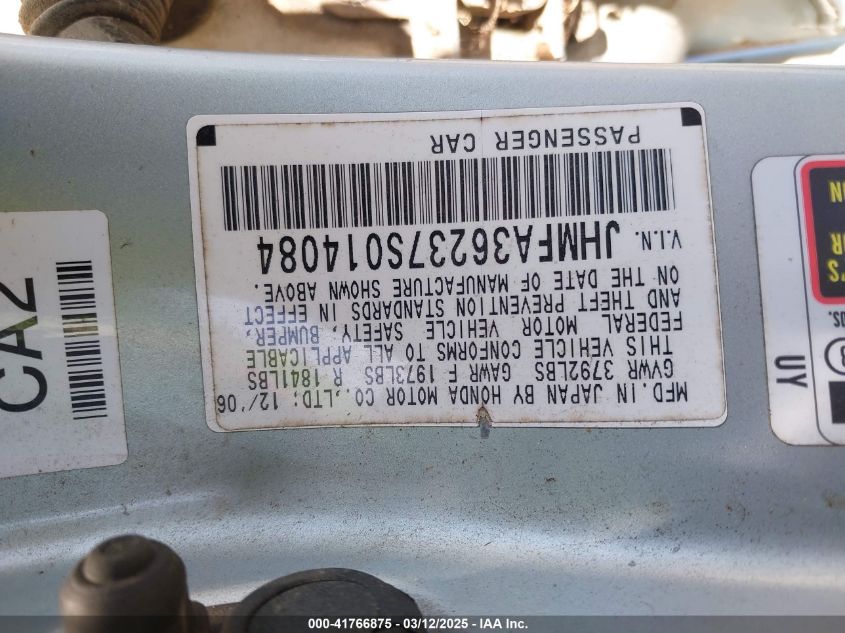 MFD. IN JAPAN BY HONDA MOTOR CO., LTD; 12/'06
GVWR 3792LBS GAWR F 1973LBS R 1841LBS
THIS VEHICLE CONFORMS TO ALL APPLICABLE
FEDERAL MOTOR VEHICLE SAFETY, BUMPER,
AND THEFT PREVENTION STANDARDS IN EFFECT
ON THE DATE OF MANUFACTURE SHOWN ABOVE.
V.I.N. JHMFA36237S014084
PASSENGER CAR
CA2
UY
000-41766875 - 03/12/2025 - IAA Inc.